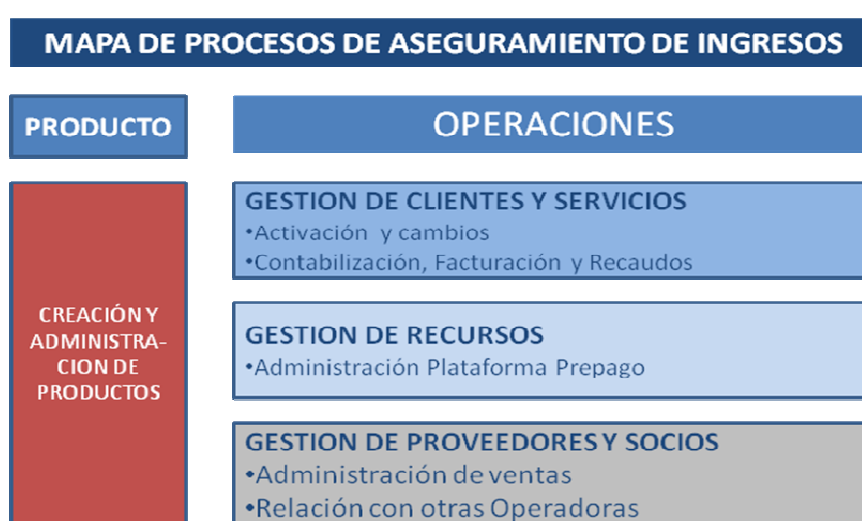 MAPA DE PROCESOS DE ASEGURAMIENTO DE INGRESOS
PRODUCTO
OPERACIONES
CREACIÓN Y
ADMINISTRA-
CION DE
PRODUCTOS
GESTION DE CLIENTES Y SERVICIOS
•Activación y cambios
•Contabilización, Facturación y Recaudos
GESTION DE RECURSOS
•Administración Plataforma Prepago
GESTION DE PROVEEDORES Y SOCIOS
•Administración de ventas
•Relación con otras Operadoras